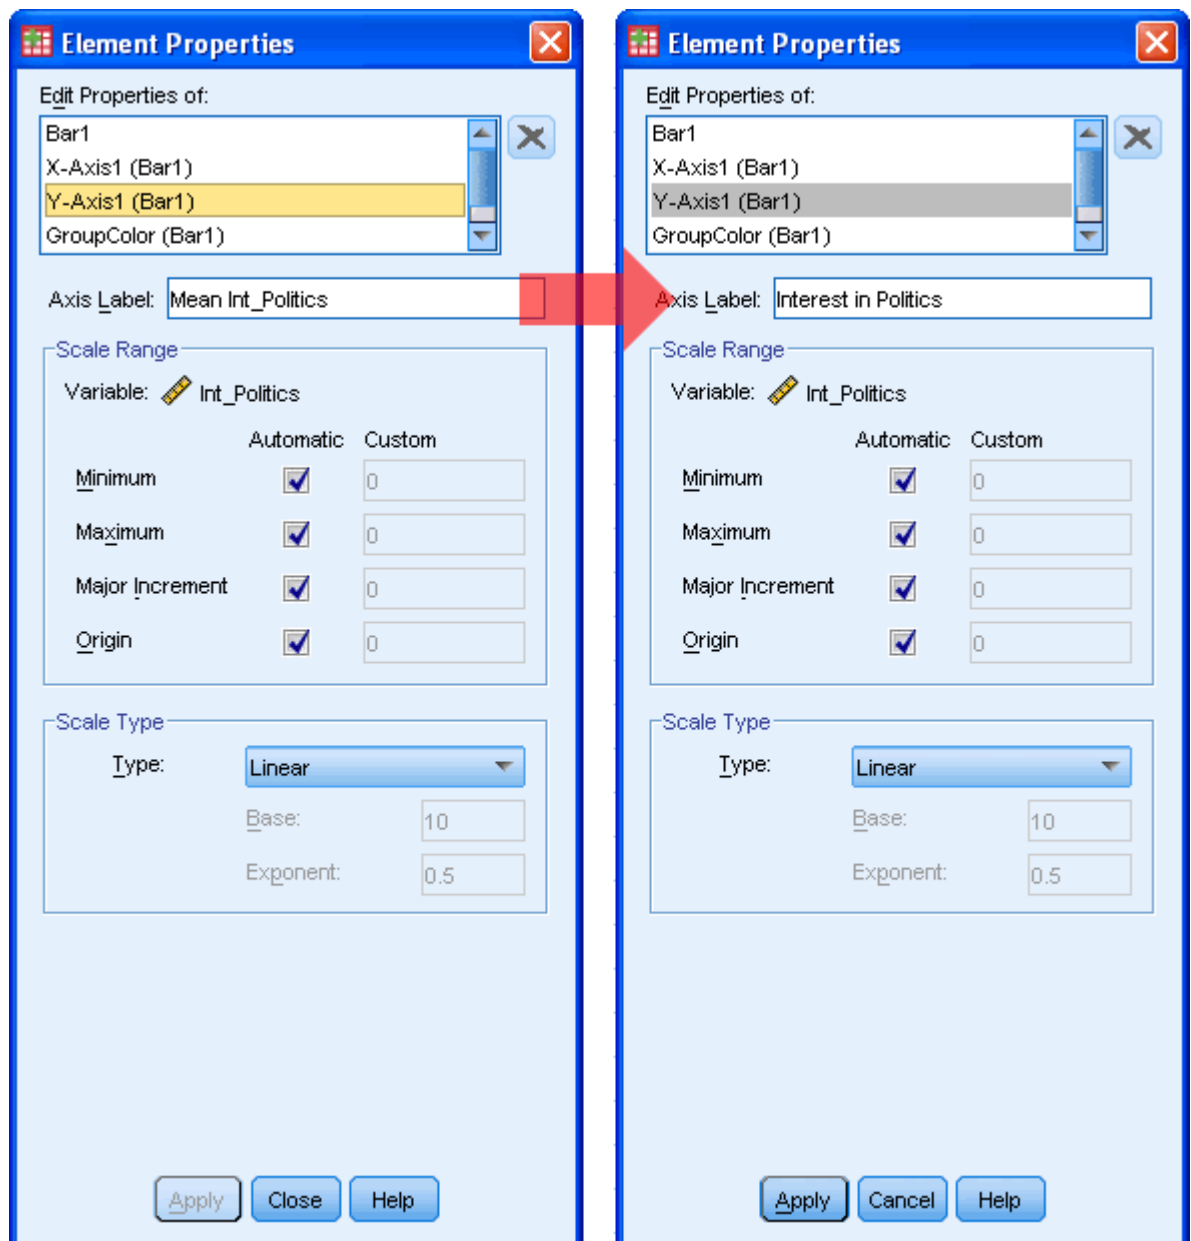 Element Properties
Edit Properties of:
Bar1
X-Axis1 (Bar1)
Y-Axis1 (Bar1)
GroupColor (Bar1)
Axis Label: Mean Int_Politics
Scale Range
Variable: Int_Politics
Automatic Custom
Minimum 0
Maximum 0
Major Increment 0
Origin 0
Scale Type
Type: Linear
Base: 10
Exponent: 0.5
Apply Close Help
Element Properties
Edit Properties of:
Bar1
X-Axis1 (Bar1)
Y-Axis1 (Bar1)
GroupColor (Bar1)
Axis Label: Interest in Politics
Scale Range
Variable: Int_Politics
Automatic Custom
Minimum 0
Maximum 0
Major Increment 0
Origin 0
Scale Type
Type: Linear
Base: 10
Exponent: 0.5
Apply Cancel Help